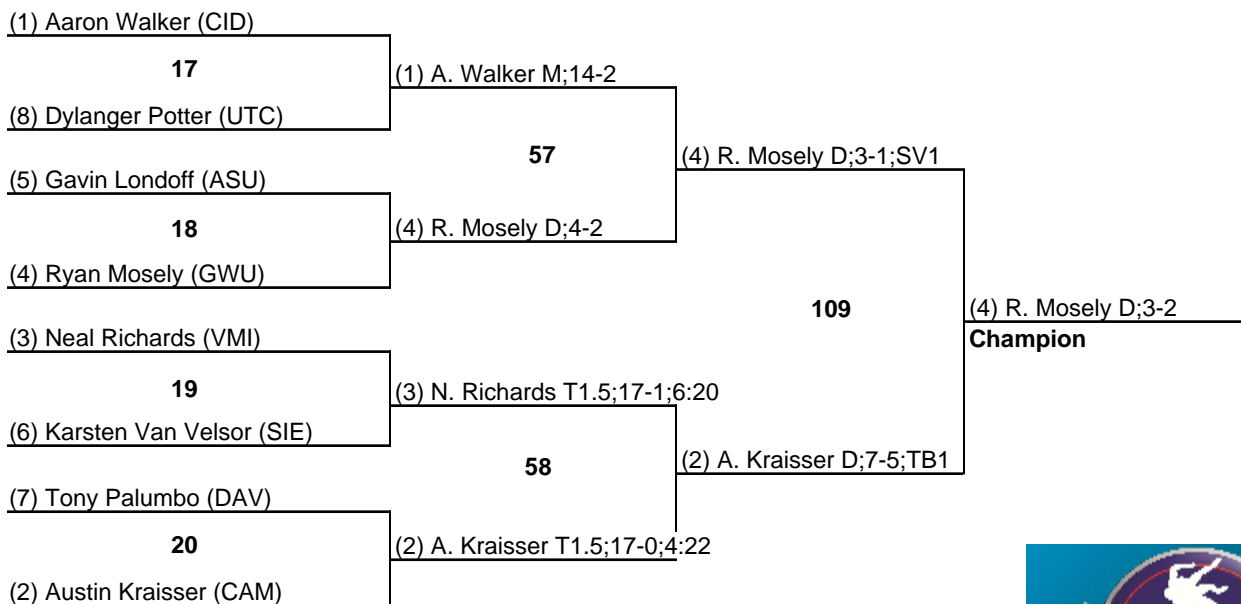 (1) Aaron Walker (CID)
17
(1) A. Walker M;14-2
(8) Dylanger Potter (UTC)
57
(4) R. Mosely D;3-1;SV1
(5) Gavin Londoff (ASU)
18
(4) R. Mosely D;4-2
(4) Ryan Mosely (GWU)
109
(4) R. Mosely D;3-2
Champion
(3) Neal Richards (VMI)
19
(3) N. Richards T1.5;17-1;6:20
(6) Karsten Van Velsor (SIE)
58
(2) A. Kraisser D;7-5;TB1
(7) Tony Palumbo (DAV)
20
(2) A. Kraisser T1.5;17-0;4:22
(2) Austin Kraisser (CAM)